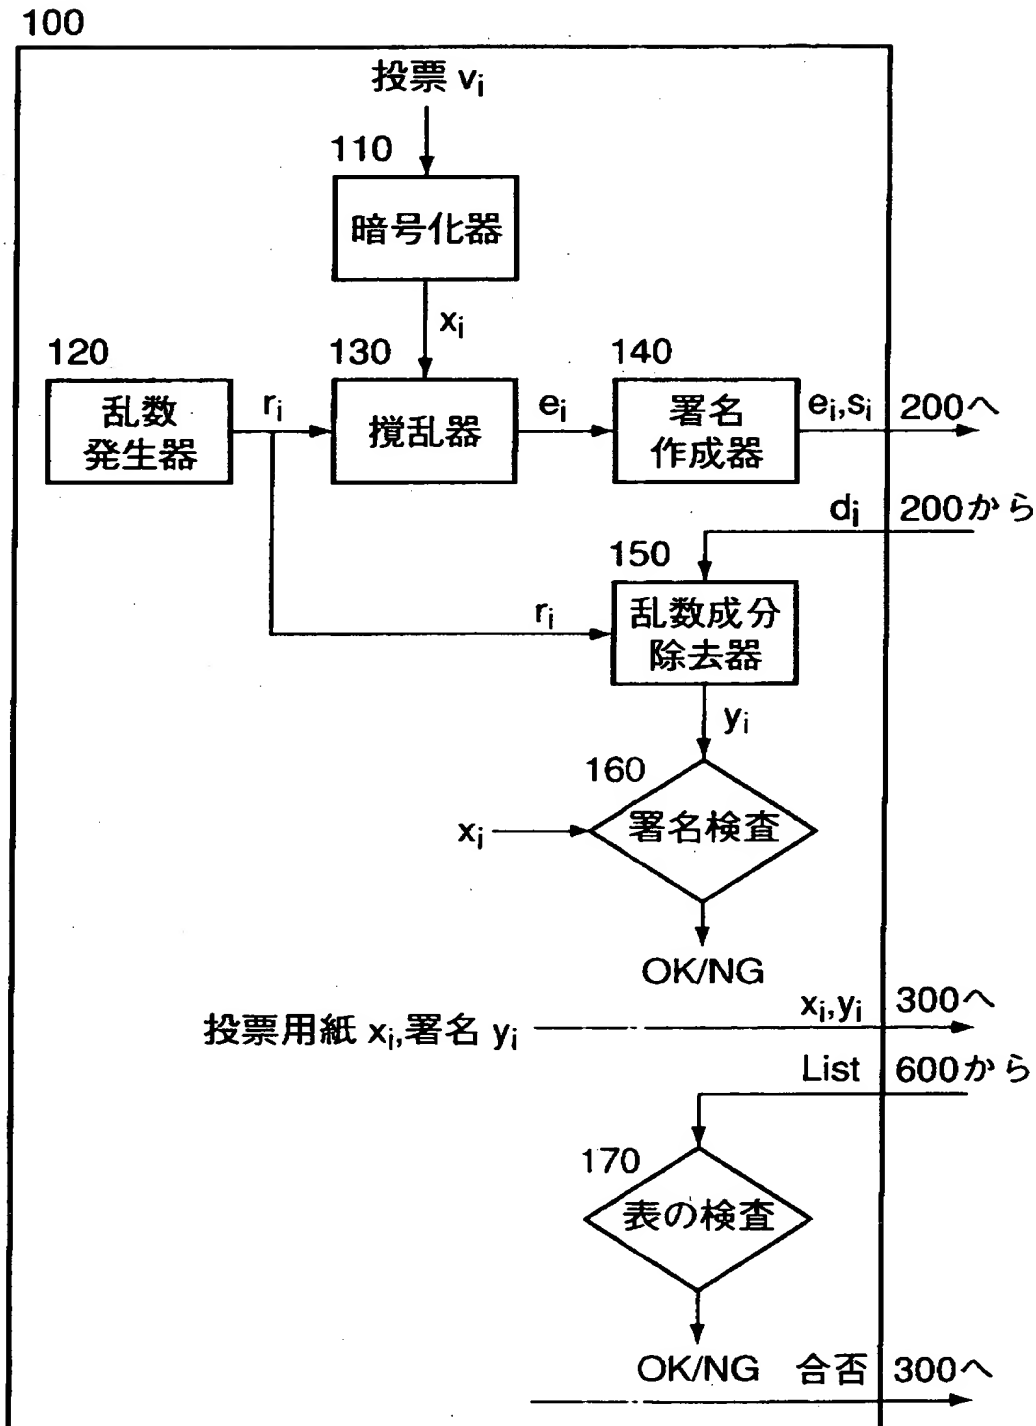 100
投票 vi
110
暗号化器
xi
120
130
140
乱数
発生器
ri
攪乱器
ei
署名
作成器
ei,si
200へ
di
200から
150
ri
乱数成分
除去器
yi
160
xi
署名検査
OK/NG
投票用紙 xi,署名 yi
xi,yi
300へ
List
600から
170
表の検査
OK/NG
合否
300へ